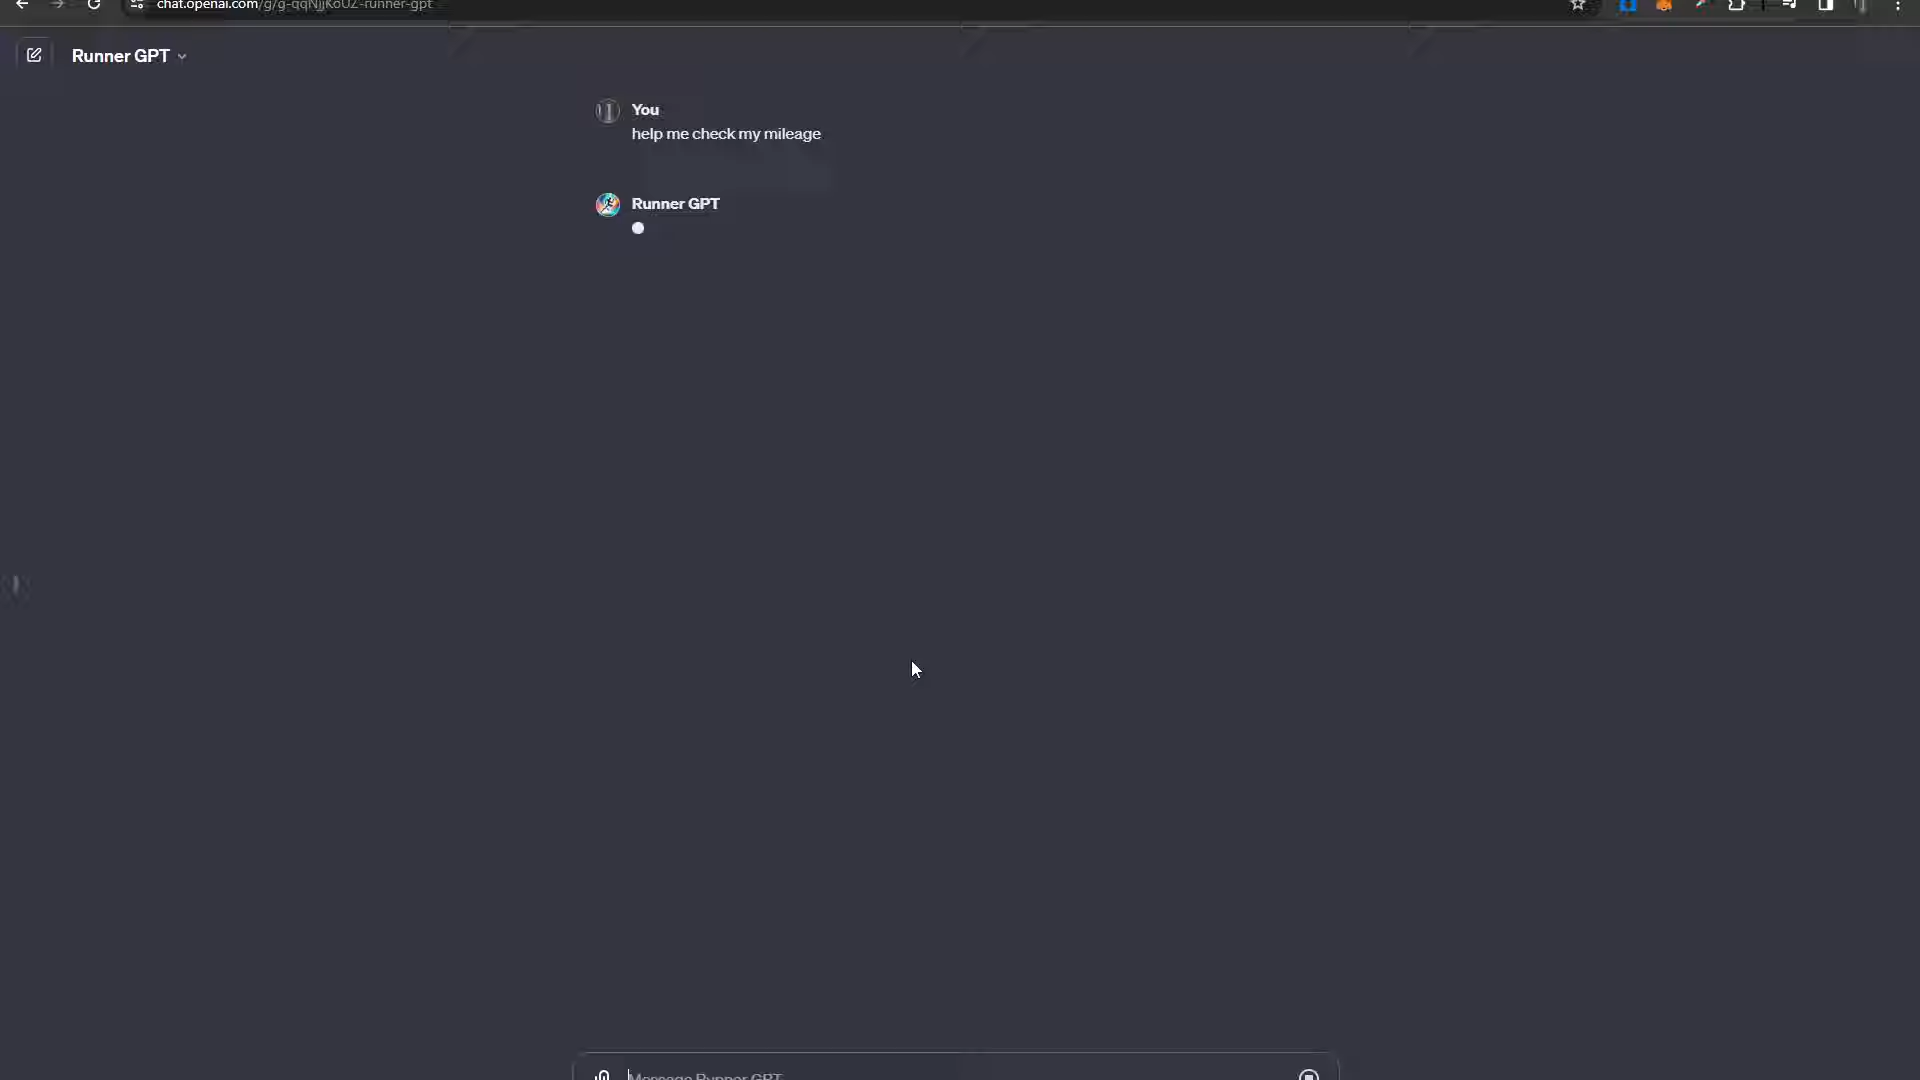 chat.openai.com/g/g-qqNjjKoUZ-runner-gpt
Runner GPT
You
help me check my mileage
Runner GPT
Message Runner GPT